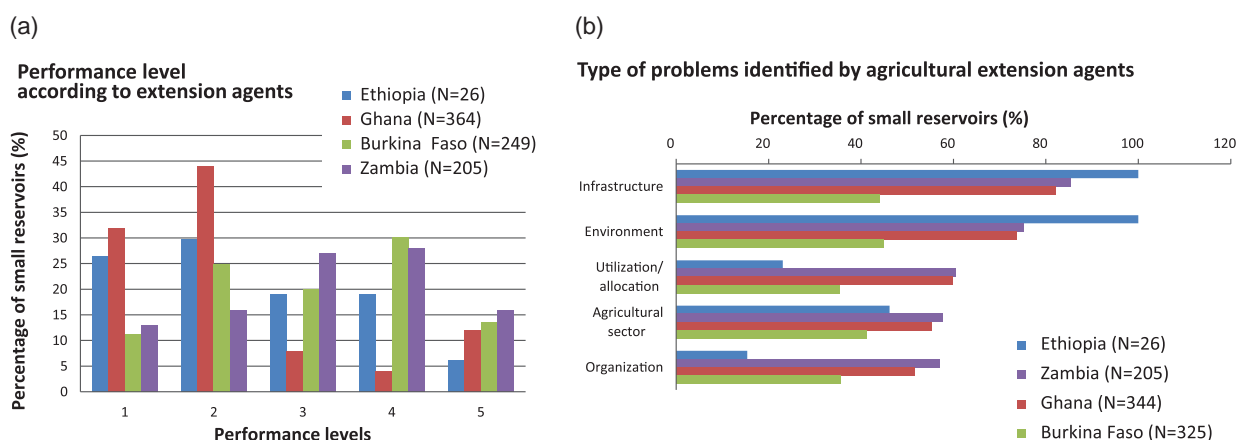 (a)
Performance level
according to extension agents
Ethiopia (N=26)
Ghana (N=364)
Burkina Faso (N=249)
Zambia (N=205)
Percentage of small reservoirs (%)
50
45
40
35
30
25
20
15
10
5
0
1 2 3 4 5
Performance levels
(b)
Type of problems identified by agricultural extension agents
Percentage of small reservoirs (%)
0 20 40 60 80 100 120
Infrastructure
Environment
Utilization/
allocation
Agricultural
sector
Organization
Ethiopia (N=26)
Zambia (N=205)
Ghana (N=344)
Burkina Faso (N=325)